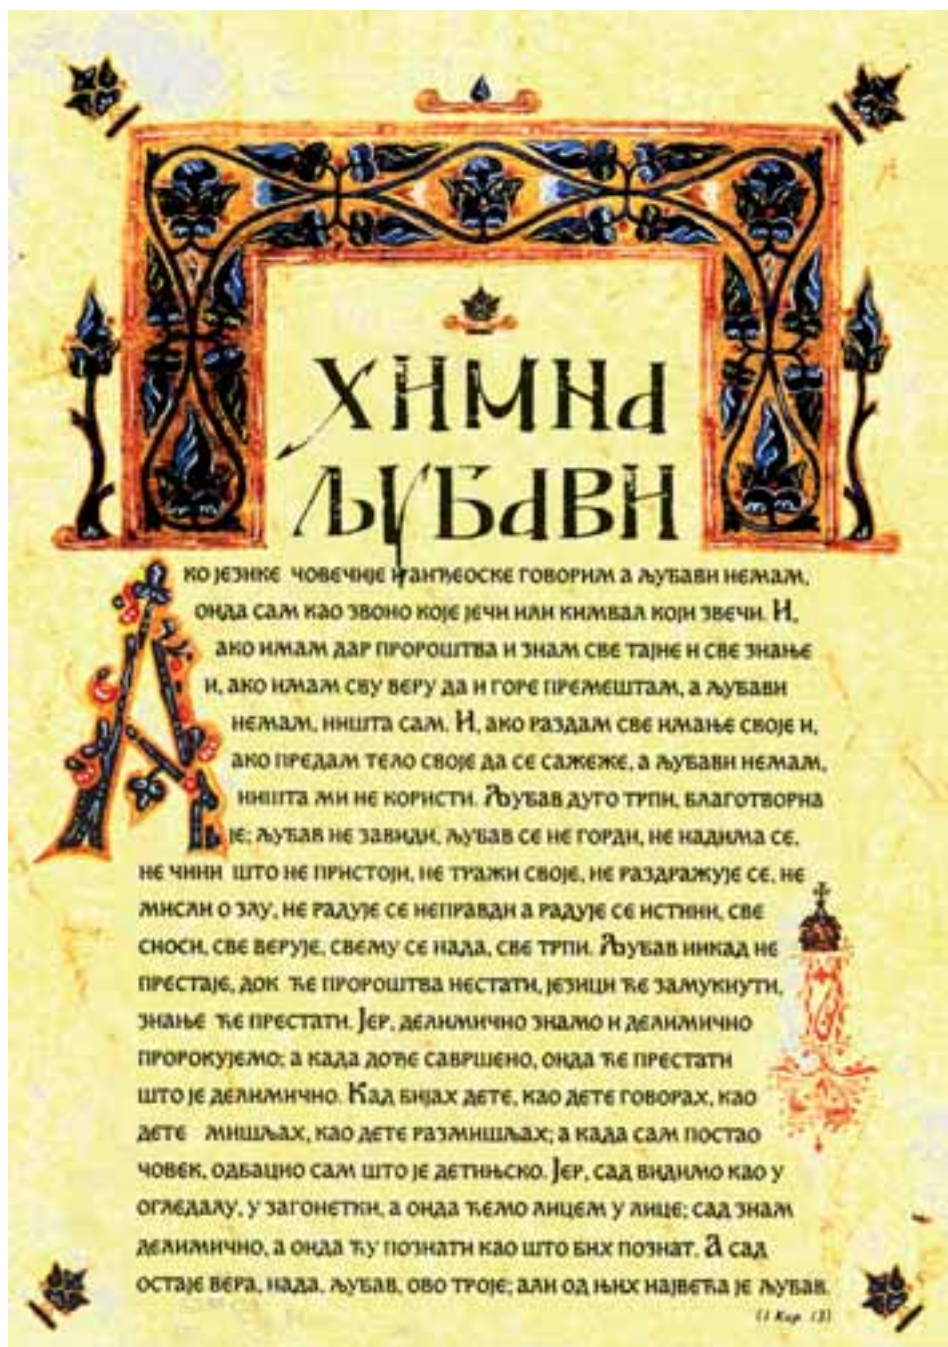 ХИМНА
ЉУБАВИ
АКО ЈЕЗИКЕ ЧОВЕЧИЈЕ И АНЂЕОСКЕ ГОВОРИМ А ЉУБАВИ НЕМАМ,
ОНДА САМ КАО ЗВОНО КОЈЕ ЈЕЧИ ИЛИ КИМВАЛ КОЈИ ЗВЕЧИ. И,
АКО ИМАМ ДАР ПРОРОШТВА И ЗНАМ СВЕ ТАЈНЕ И СВЕ ЗНАЊЕ
И, АКО ИМАМ СВУ ВЕРУ ДА И ГОРЕ ПРЕМЕШТАМ, А ЉУБАВИ
НЕМАМ, НИШТА САМ. И, АКО РАЗДАМ СВЕ ИМАЊЕ СВОЈЕ И,
АКО ПРЕДАМ ТЕЛО СВОЈЕ ДА СЕ САЖЕЖЕ, А ЉУБАВИ НЕМАМ,
НИШТА МИ НЕ КОРИСТИ. ЉУБАВ ДУГО ТРПИ, БЛАГОТВОРНА
ЈЕ; ЉУБАВ НЕ ЗАВИДИ, ЉУБАВ СЕ НЕ ГОРДИ, НЕ НАДИМА СЕ,
НЕ ЧИНИ ШТО НЕ ПРИСТОЈИ, НЕ ТРАЖИ СВОЈЕ, НЕ РАЗДРАЖУЈЕ СЕ, НЕ
МИСЛИ О ЗЛУ, НЕ РАДУЈЕ СЕ НЕПРАВДИ А РАДУЈЕ СЕ ИСТИНИ, СВЕ
СНОСИ, СВЕ ВЕРУЈЕ, СВЕМУ СЕ НАДА, СВЕ ТРПИ. ЉУБАВ НИКАД НЕ
ПРЕСТАЈЕ, ДОК ЋЕ ПРОРОШТВА НЕСТАТИ, ЈЕЗИЦИ ЋЕ ЗАМУКНУТИ,
ЗНАЊЕ ЋЕ ПРЕСТАТИ. ЈЕР, ДЕЛИМИЧНО ЗНАМО И ДЕЛИМИЧНО
ПРОРОКУЈЕМО; А КАДА ДОЂЕ САВРШЕНО, ОНДА ЋЕ ПРЕСТАТИ
ШТО ЈЕ ДЕЛИМИЧНО. КАД БИЈАХ ДЕТЕ, КАО ДЕТЕ ГОВОРАХ, КАО
ДЕТЕ МИШЉАХ, КАО ДЕТЕ РАЗМИШЉАХ; А КАДА САМ ПОСТАО
ЧОВЕК, ОДБАЦИО САМ ШТО ЈЕ ДЕТИЊСКО. ЈЕР, САД ВИДИМО КАО У
ОГЛЕДАЛУ, У ЗАГОНЕТКИ, А ОНДА ЋЕМО ЛИЦЕМ У ЛИЦЕ; САД ЗНАМ
ДЕЛИМИЧНО, А ОНДА ЋУ ПОЗНАТИ КАО ШТО БИХ ПОЗНАТ. А САД
ОСТАЈЕ ВЕРА, НАДА, ЉУБАВ, ОВО ТРОЈЕ; АЛИ ОД ЊИХ НАЈВЕЋА ЈЕ ЉУБАВ.
(I Кор. 13)